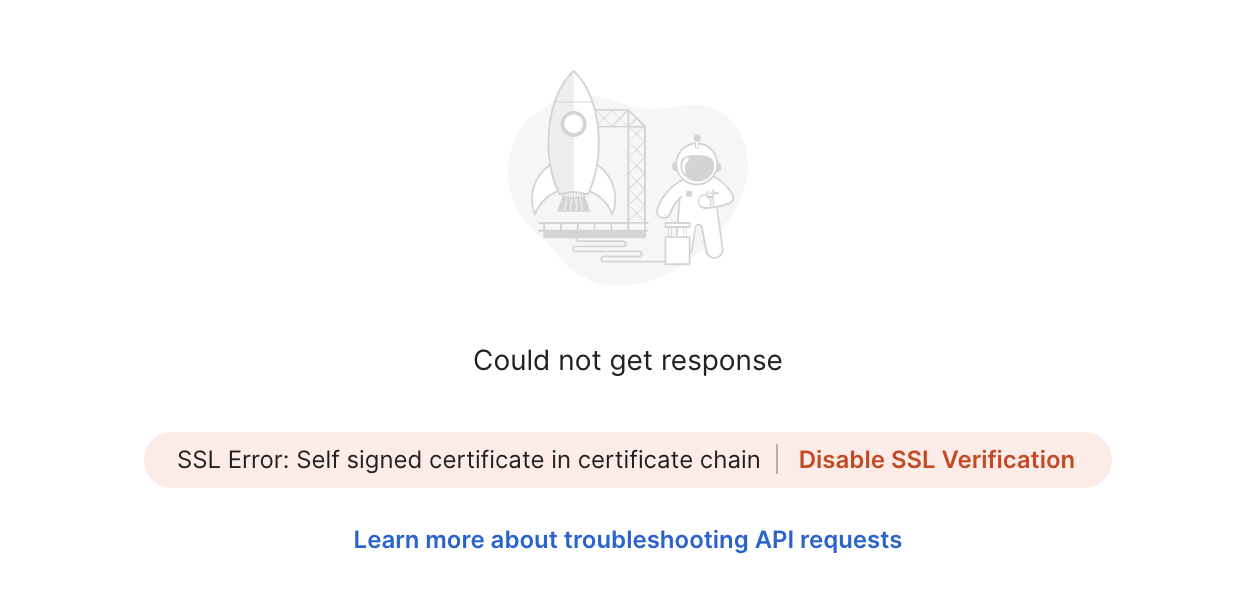 Could not get response
SSL Error: Self signed certificate in certificate chain | Disable SSL Verification
Learn more about troubleshooting API requests